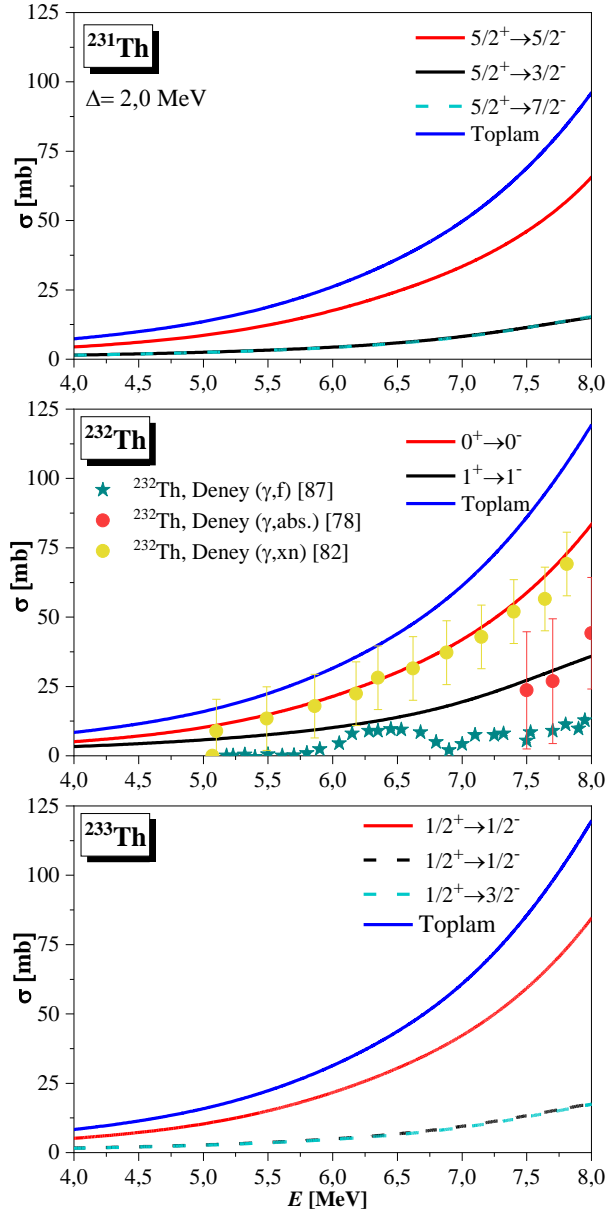 ²³¹Th
Δ= 2,0 MeV
5/2⁺→5/2⁻
5/2⁺→3/2⁻
5/2⁺→7/2⁻
Toplam
σ [mb]
125
100
75
50
25
0
4,0 4,5 5,0 5,5 6,0 6,5 7,0 7,5 8,0
²³²Th
0⁺→0⁻
1⁺→1⁻
Toplam
²³²Th, Deney (γ,f) [87]
²³²Th, Deney (γ,abs.) [78]
²³²Th, Deney (γ,xn) [82]
σ [mb]
125
100
75
50
25
0
4,0 4,5 5,0 5,5 6,0 6,5 7,0 7,5 8,0
²³³Th
1/2⁺→1/2⁻
1/2⁺→1/2⁻
1/2⁺→3/2⁻
Toplam
σ [mb]
125
100
75
50
25
0
4,0 4,5 5,0 5,5 6,0 6,5 7,0 7,5 8,0
E [MeV]